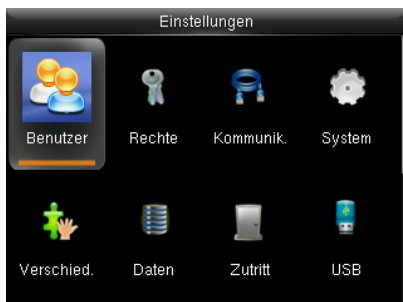 Einstellungen
Benutzer Rechte Kommunik. System
Verschied. Daten Zutritt USB